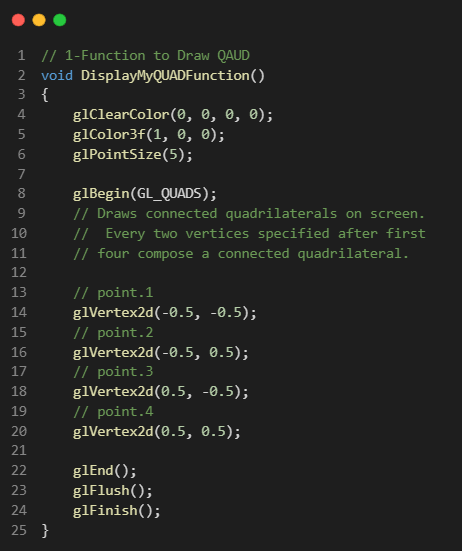 1 // 1-Function to Draw QAUD
2 void DisplayMyQUADFunction()
3 {
4 glClearColor(0, 0, 0, 0);
5 glColor3f(1, 0, 0);
6 glPointSize(5);
7
8 glBegin(GL_QUADS);
9 // Draws connected quadrilaterals on screen.
10 //  Every two vertices specified after first
11 // four compose a connected quadrilateral.
12
13 // point.1
14 glVertex2d(-0.5, -0.5);
15 // point.2
16 glVertex2d(-0.5, 0.5);
17 // point.3
18 glVertex2d(0.5, -0.5);
19 // point.4
20 glVertex2d(0.5, 0.5);
21
22 glEnd();
23 glFlush();
24 glFinish();
25 }